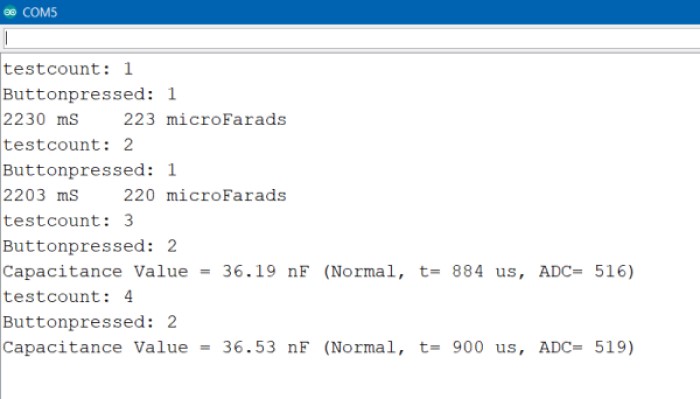 COM5
testcount: 1
Buttonpressed: 1
2230 mS    223 microFarads
testcount: 2
Buttonpressed: 1
2203 mS    220 microFarads
testcount: 3
Buttonpressed: 2
Capacitance Value = 36.19 nF (Normal, t= 884 us, ADC= 516)
testcount: 4
Buttonpressed: 2
Capacitance Value = 36.53 nF (Normal, t= 900 us, ADC= 519)